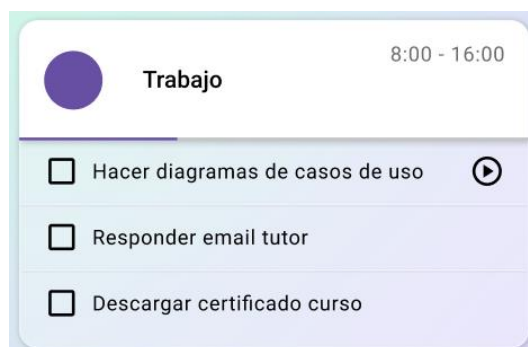 8:00 - 16:00
Trabajo
Hacer diagramas de casos de uso
Responder email tutor
Descargar certificado curso